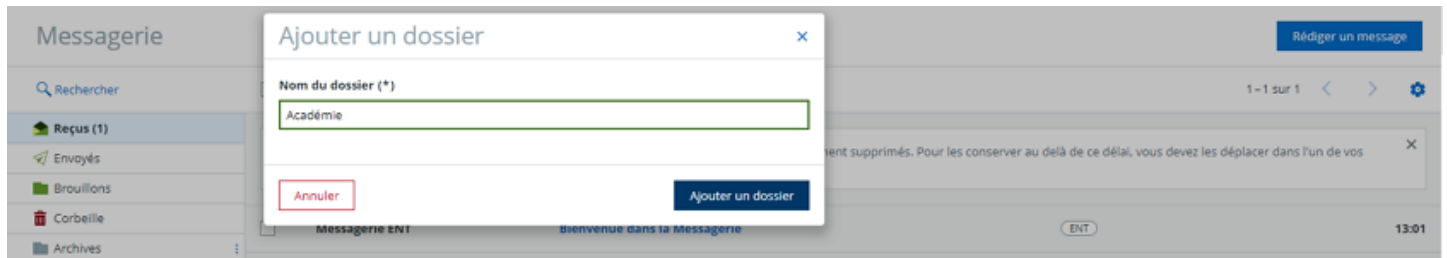 Messagerie
Ajouter un dossier
×
Rédiger un message
Rechercher
Nom du dossier (*)
1-1 sur 1
Académie
Reçus (1)
Envoyés
supprimés. Pour les conserver au delà de ce délai, vous devez les déplacer dans l'un de vos
×
Brouillons
Annuler
Ajouter un dossier
Corbeille
Messagerie ENT
Bienvenue dans la Messagerie
ENT
13:01
Archives